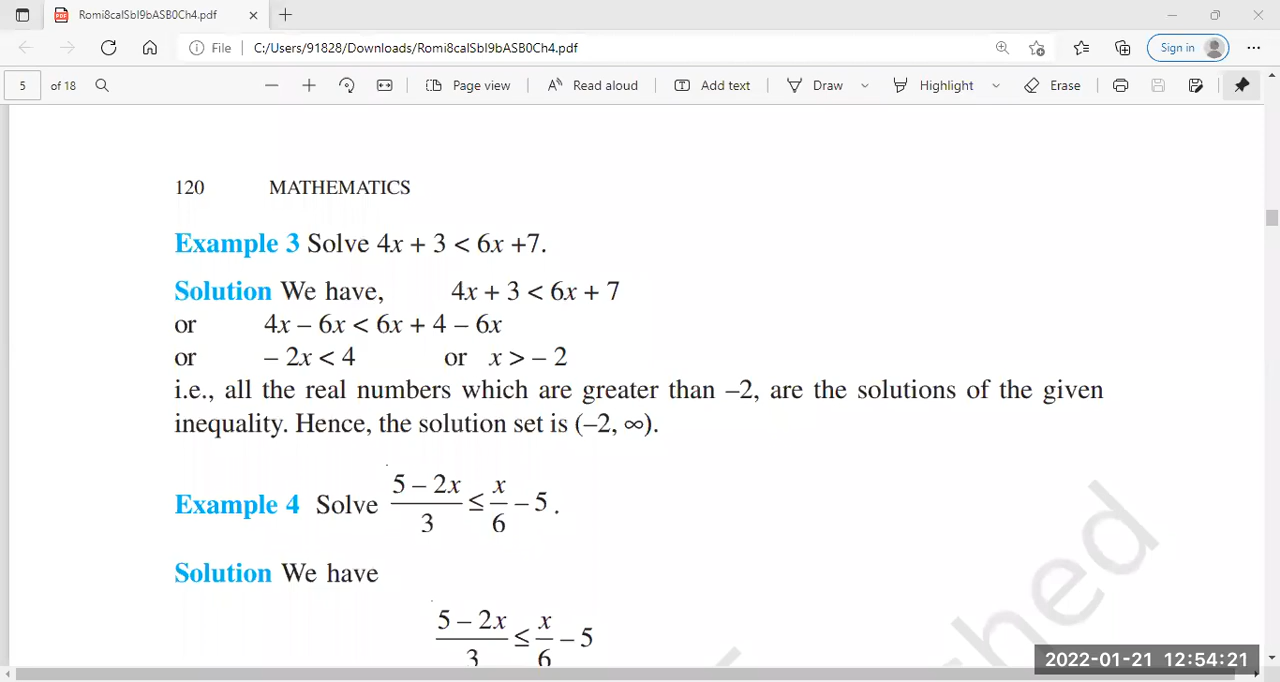 Romi8calSbl9bASB0Ch4.pdf
File C:/Users/91828/Downloads/Romi8calSbl9bASB0Ch4.pdf Sign in
5 of 18 Page view Read aloud Add text Draw Highlight Erase
120 MATHEMATICS
Example 3 Solve 4x + 3 < 6x +7.
Solution We have, 4x + 3 < 6x + 7
or 4x – 6x < 6x + 4 – 6x
or – 2x < 4 or x > – 2
i.e., all the real numbers which are greater than –2, are the solutions of the given
inequality. Hence, the solution set is (–2, ∞).
Example 4 Solve (5 – 2x)/3 ≤ x/6 – 5 .
Solution We have
(5 – 2x)/3 ≤ x/6 – 5
shed
2022-01-21 12:54:21